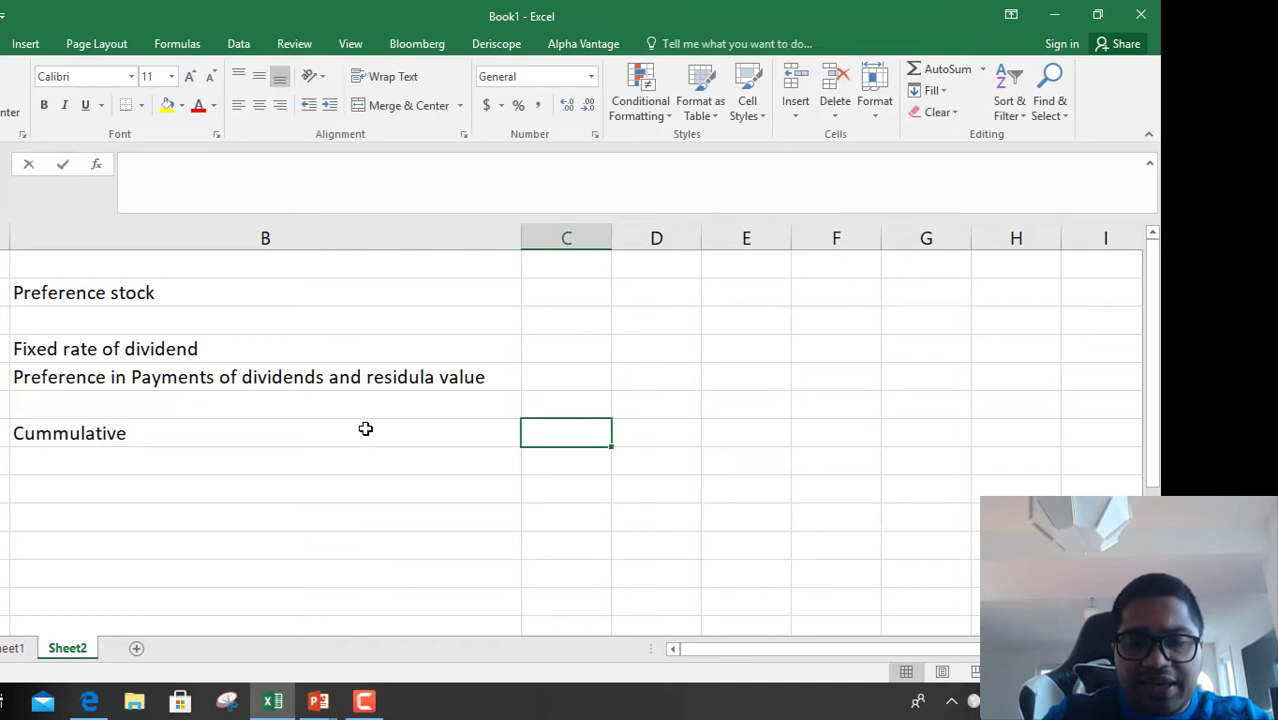 Book1 - Excel
Insert Page Layout Formulas Data Review View Bloomberg Deriscope Alpha Vantage Tell me what you want to do... Sign in Share
Calibri 11 Wrap Text General Conditional Formatting Format as Table Cell Styles Insert Delete Format AutoSum Fill Clear Sort & Filter Find & Select
B I U Merge & Center $ % ,
Font Alignment Number Styles Cells Editing
fx
B C D E F G H I
Preference stock
Fixed rate of dividend
Preference in Payments of dividends and residula value
Cummulative
Sheet2